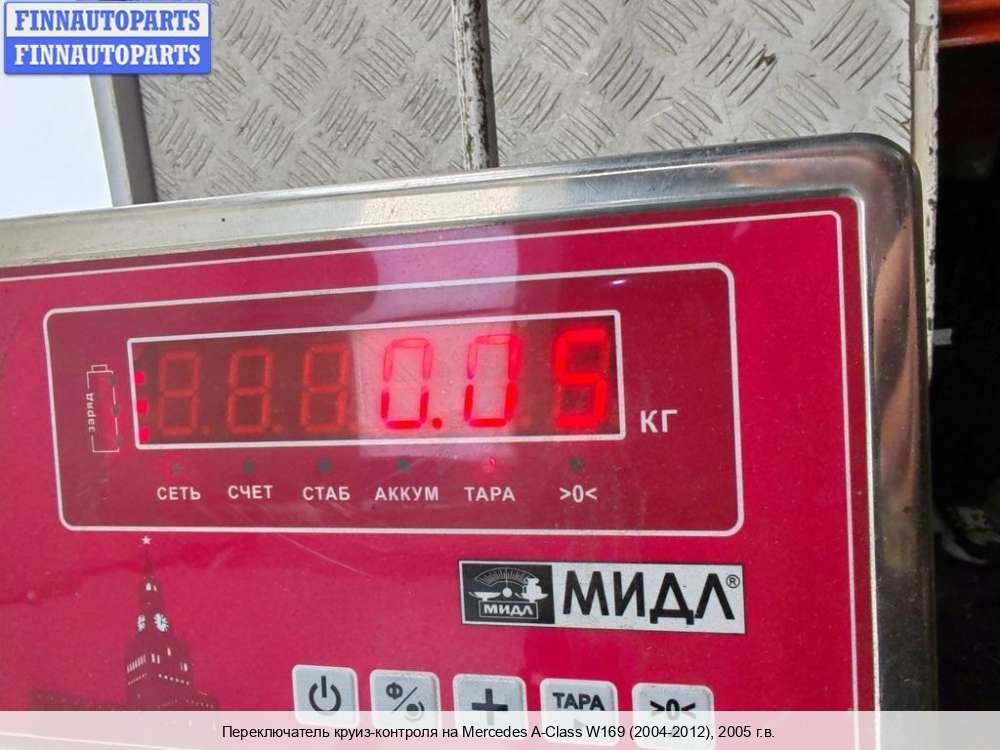 FINNAUTOPARTS
FINNAUTOPARTS
заряд
0.05
КГ
СЕТЬ СЧЕТ СТАБ АККУМ ТАРА >0<
МИДЛ
МИДЛ®
Ф
%
+
ТАРА
>0<
Переключатель круиз-контроля на Mercedes A-Class W169 (2004-2012), 2005 г.в.